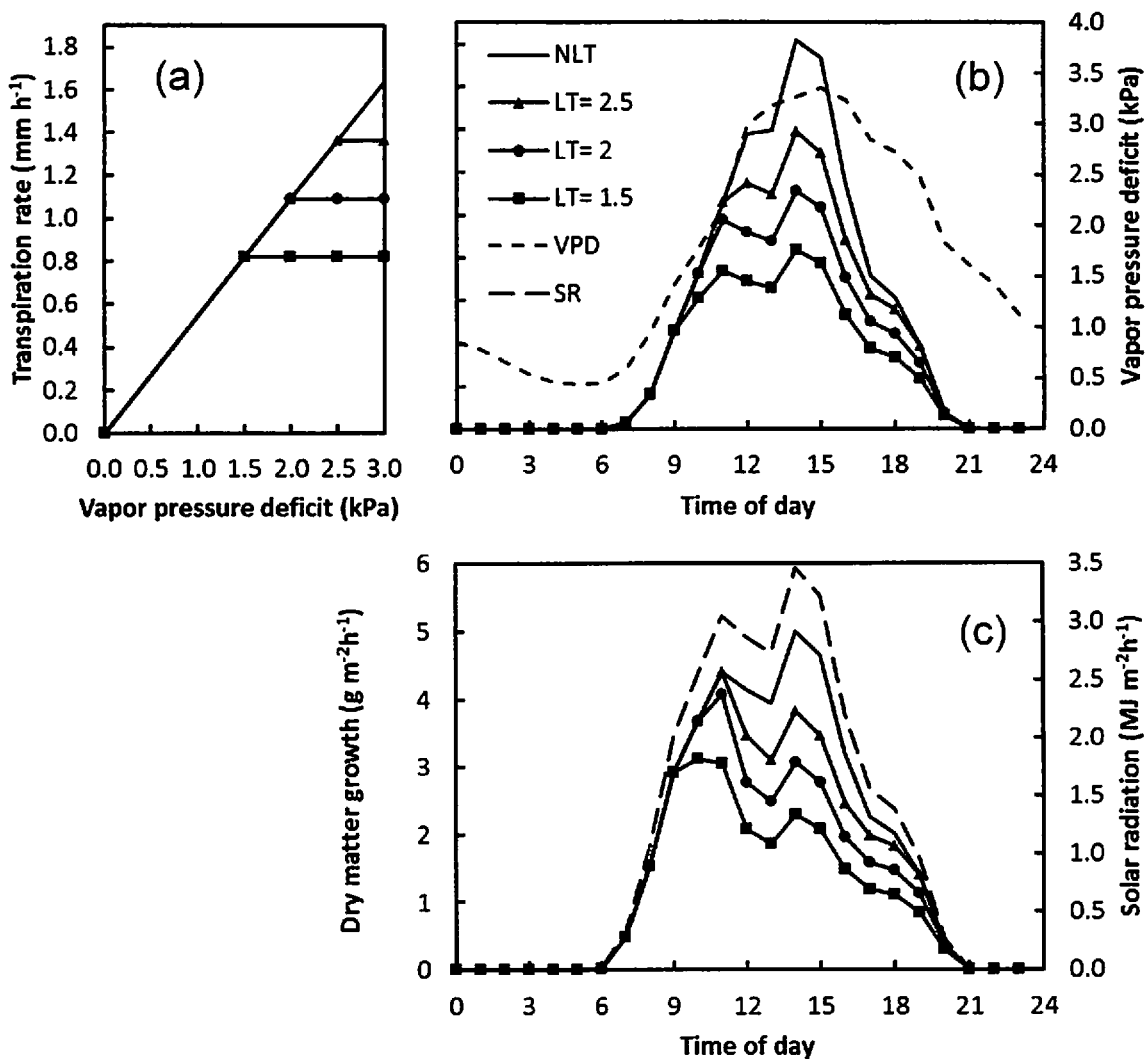 1.8
1.6
1.4
1.2
1.0
0.8
0.6
0.4
0.2
0.0
Transpiration rate (mm h-1)
(a)
0.0 0.5 1.0 1.5 2.0 2.5 3.0
Vapor pressure deficit (kPa)
NLT
LT= 2.5
LT= 2
LT= 1.5
VPD
SR
(b)
4.0
3.5
3.0
2.5
2.0
1.5
1.0
0.5
0.0
Vapor pressure deficit (kPa)
0 3 6 9 12 15 18 21 24
Time of day
6
5
4
3
2
1
0
Dry matter growth (g m-2h-1)
(c)
3.5
3.0
2.5
2.0
1.5
1.0
0.5
0.0
Solar radiation (MJ m-2h-1)
0 3 6 9 12 15 18 21 24
Time of day